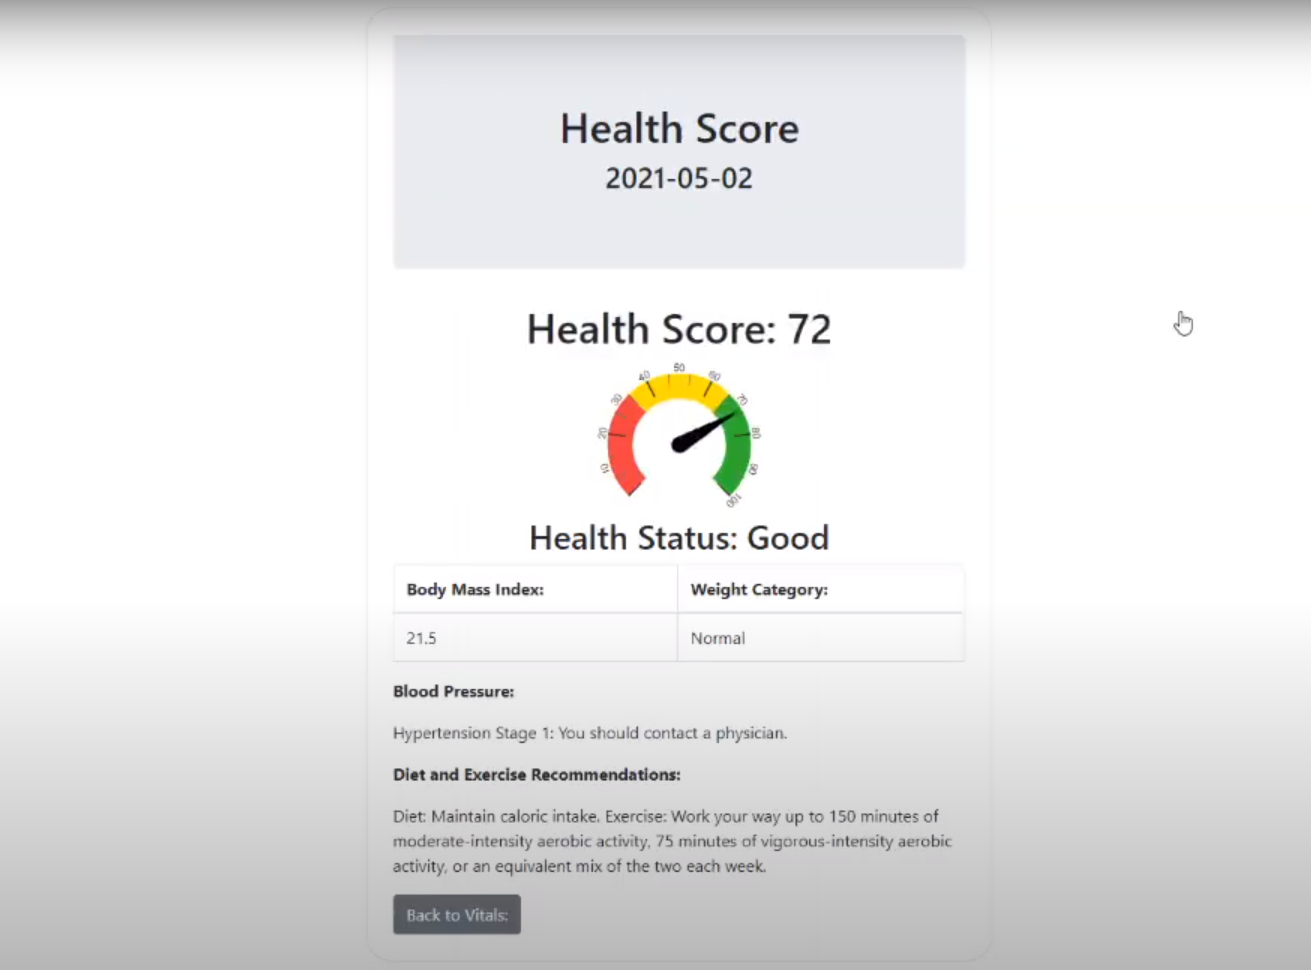 Health Score
2021-05-02
Health Score: 72
10
20
30
40
50
60
70
80
90
100
Health Status: Good
Body Mass Index: Weight Category:
21.5 Normal
Blood Pressure:
Hypertension Stage 1: You should contact a physician.
Diet and Exercise Recommendations:
Diet: Maintain caloric intake. Exercise: Work your way up to 150 minutes of
moderate-intensity aerobic activity, 75 minutes of vigorous-intensity aerobic
activity, or an equivalent mix of the two each week.
Back to Vitals: